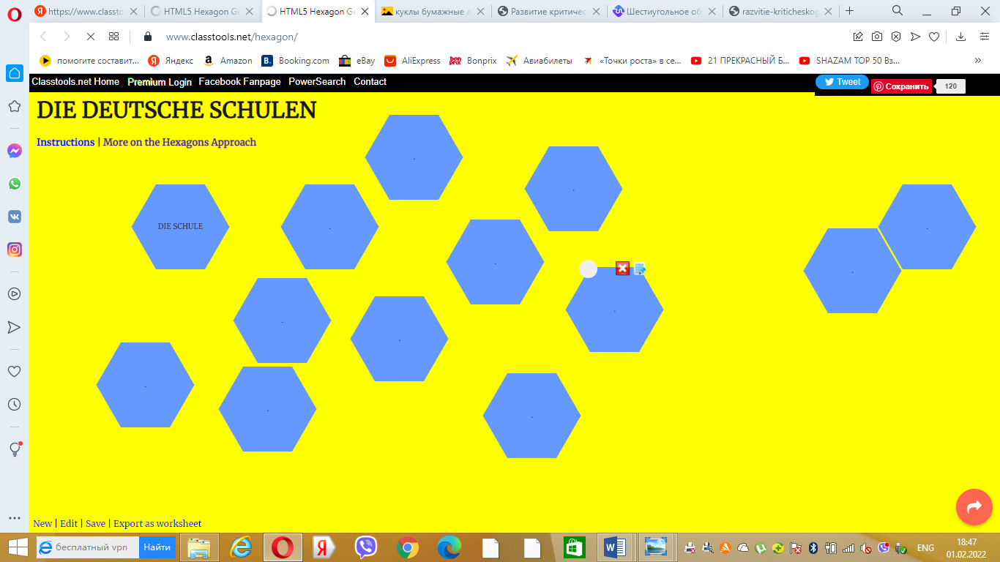 https://www.classto
HTML5 Hexagon Ge
HTML5 Hexagon Ge
куклы бумажные л
Развитие критичес
Шестиугольное об
razvitie-kriticheskog
www.classtools.net/hexagon/
помогите составит...
Яндекс
Amazon
Booking.com
eBay
AliExpress
Bonprix
Авиабилеты
«Точки роста» в се...
21 ПРЕКРАСНЫЙ Б...
SHAZAM TOP 50 Вз...
Classtools.net Home
Premium Login
Facebook Fanpage
PowerSearch
Contact
Tweet
Сохранить
120
DIE DEUTSCHE SCHULEN
Instructions | More on the Hexagons Approach
DIE SCHULE
New | Edit | Save | Export as worksheet
бесплатный vpn
Найти
ENG
18:47
01.02.2022